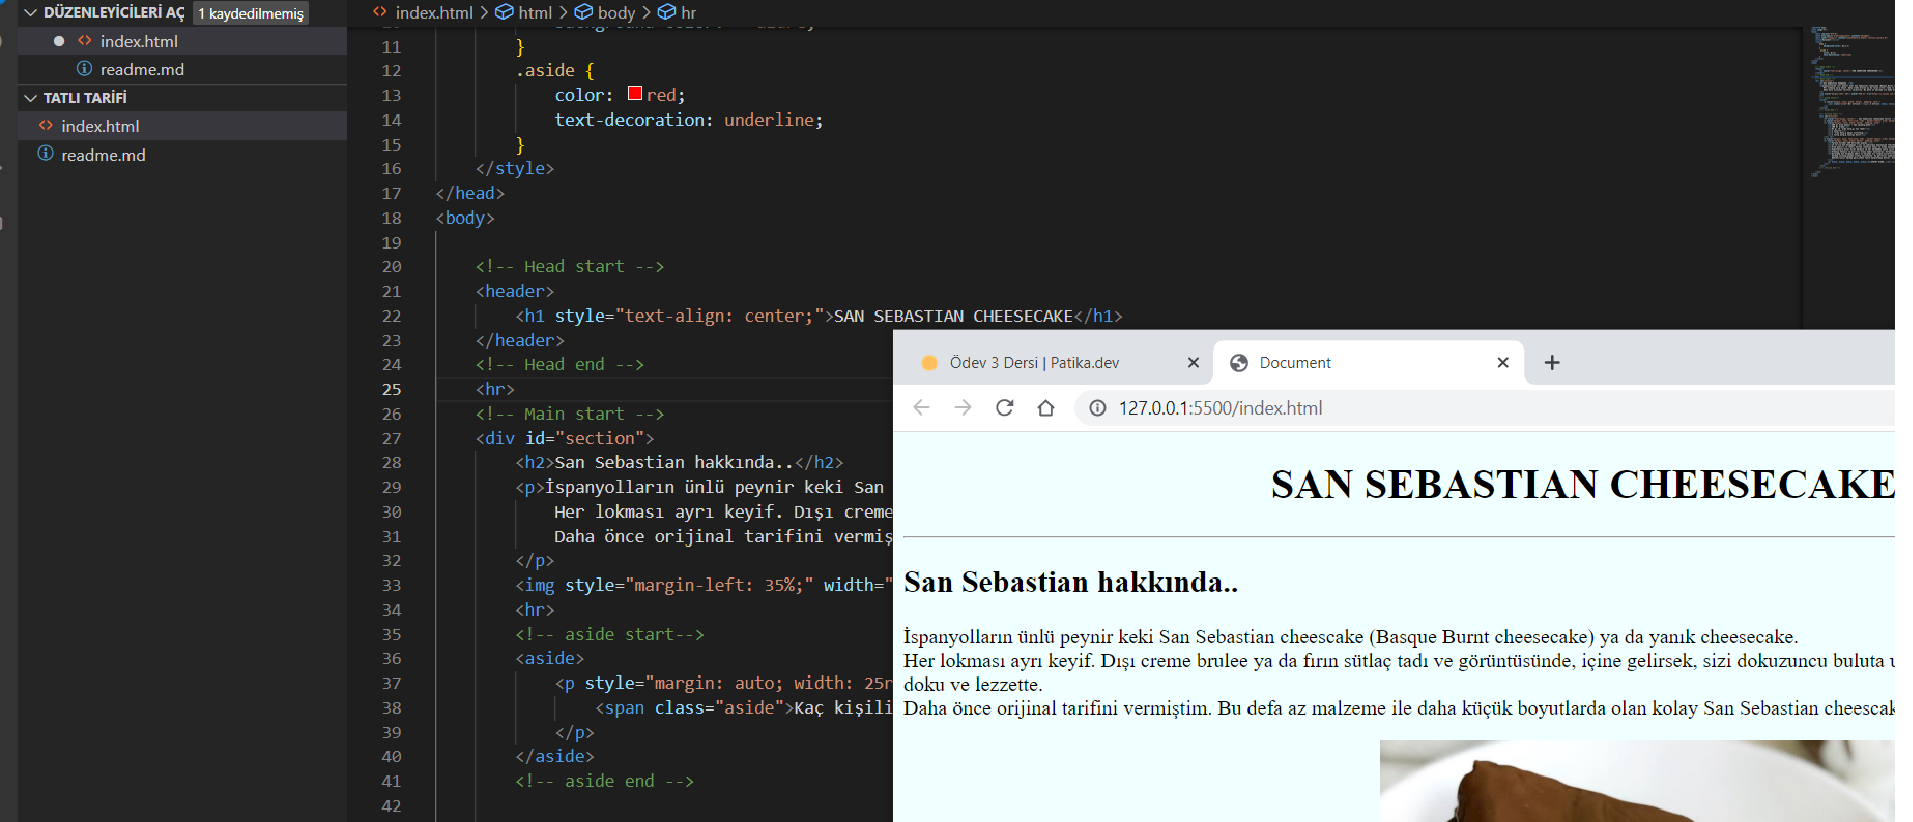 DÜZENLEYİCİLERİ AÇ 1 kaydedilmemiş
index.html
readme.md
TATLI TARİFİ
index.html
readme.md
index.html > html > body > hr
11 }
12 .aside {
13 color: red;
14 text-decoration: underline;
15 }
16 </style>
17 </head>
18 <body>
19
20 <!-- Head start -->
21 <header>
22 <h1 style="text-align: center;">SAN SEBASTIAN CHEESECAKE</h1>
23 </header>
24 <!-- Head end -->
25 <hr>
26 <!-- Main start -->
27 <div id="section">
28 <h2>San Sebastian hakkında..</h2>
29 <p>İspanyolların ünlü peynir keki San
30 Her lokması ayrı keyif. Dışı creme
31 Daha önce orijinal tarifini vermiş
32 </p>
33 <img style="margin-left: 35%;" width="
34 <hr>
35 <!-- aside start-->
36 <aside>
37 <p style="margin: auto; width: 25
38 <span class="aside">Kaç kişili
39 </p>
40 </aside>
41 <!-- aside end -->
42
Ödev 3 Dersi | Patika.dev
Document
127.0.0.1:5500/index.html
SAN SEBASTIAN CHEESECAKE
San Sebastian hakkında..
İspanyolların ünlü peynir keki San Sebastian cheescake (Basque Burnt cheesecake) ya da yanık cheesecake.
Her lokması ayrı keyif. Dışı creme brulee ya da fırın sütlaç tadı ve görüntüsünde, içine gelirsek, sizi dokuzuncu buluta u
doku ve lezzette.
Daha önce orijinal tarifini vermiştim. Bu defa az malzeme ile daha küçük boyutlarda olan kolay San Sebastian cheescak